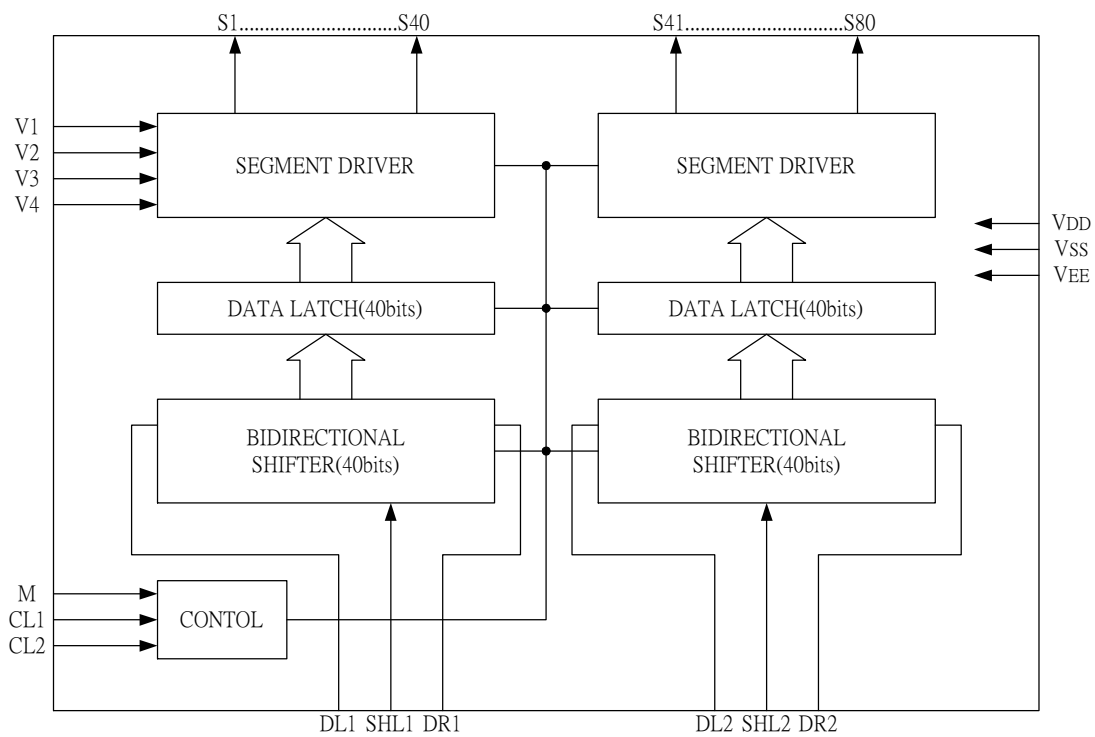 S1...............................S40
S41...............................S80
V1
V2
V3
V4
SEGMENT DRIVER
SEGMENT DRIVER
VDD
VSS
VEE
DATA LATCH(40bits)
DATA LATCH(40bits)
BIDIRECTIONAL
SHIFTER(40bits)
BIDIRECTIONAL
SHIFTER(40bits)
M
CL1
CL2
CONTOL
DL1 SHL1 DR1
DL2 SHL2 DR2